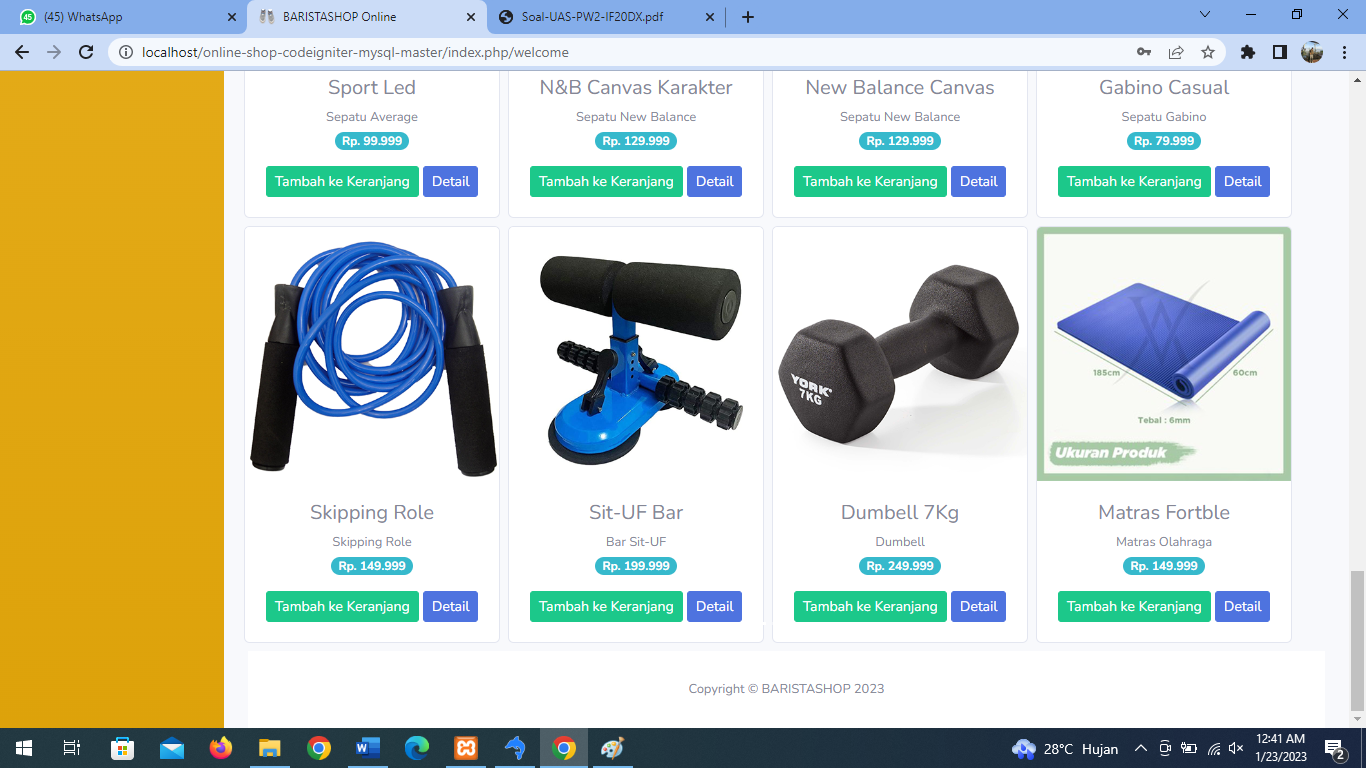 (45) WhatsApp
BARISTASHOP Online
Soal-UAS-PW2-IF20DX.pdf
localhost/online-shop-codeigniter-mysql-master/index.php/welcome
Sport Led
Sepatu Average
Rp. 99.999
Tambah ke Keranjang Detail
N&B Canvas Karakter
Sepatu New Balance
Rp. 129.999
Tambah ke Keranjang Detail
New Balance Canvas
Sepatu New Balance
Rp. 129.999
Tambah ke Keranjang Detail
Gabino Casual
Sepatu Gabino
Rp. 79.999
Tambah ke Keranjang Detail
Skipping Role
Skipping Role
Rp. 149.999
Tambah ke Keranjang Detail
Sit-UF Bar
Bar Sit-UF
Rp. 199.999
Tambah ke Keranjang Detail
YORK
7KG
Dumbell 7Kg
Dumbell
Rp. 249.999
Tambah ke Keranjang Detail
185cm
60cm
Tebal : 6mm
Ukuran Produk
Matras Fortble
Matras Olahraga
Rp. 149.999
Tambah ke Keranjang Detail
Copyright © BARISTASHOP 2023
28°C Hujan
12:41 AM
1/23/2023
2